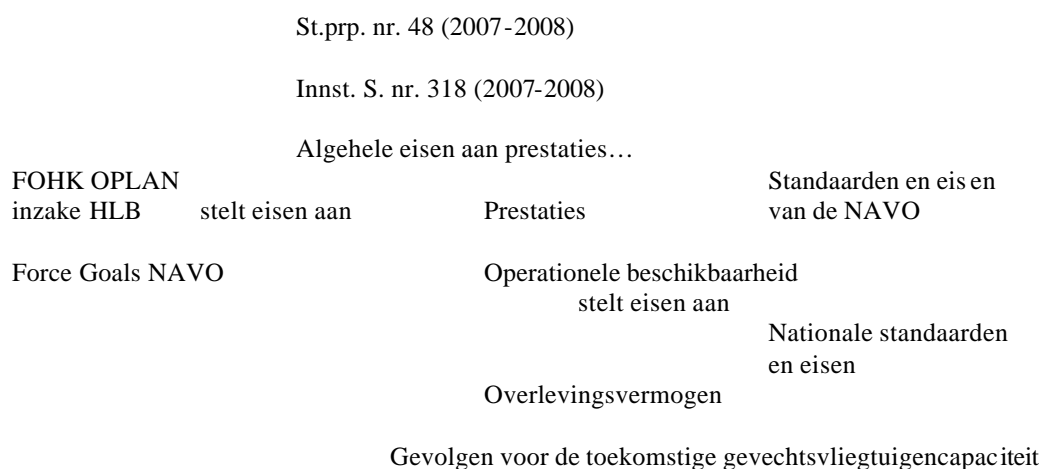 St.prp. nr. 48 (2007-2008)
Innst. S. nr. 318 (2007-2008)
Algehele eisen aan prestaties…
FOHK OPLAN Standaarden en eis en
inzake HLB stelt eisen aan Prestaties van de NAVO
Force Goals NAVO Operationele beschikbaarheid
stelt eisen aan
Nationale standaarden
en eisen
Overlevingsvermogen
Gevolgen voor de toekomstige gevechtsvliegtuigencapaciteit